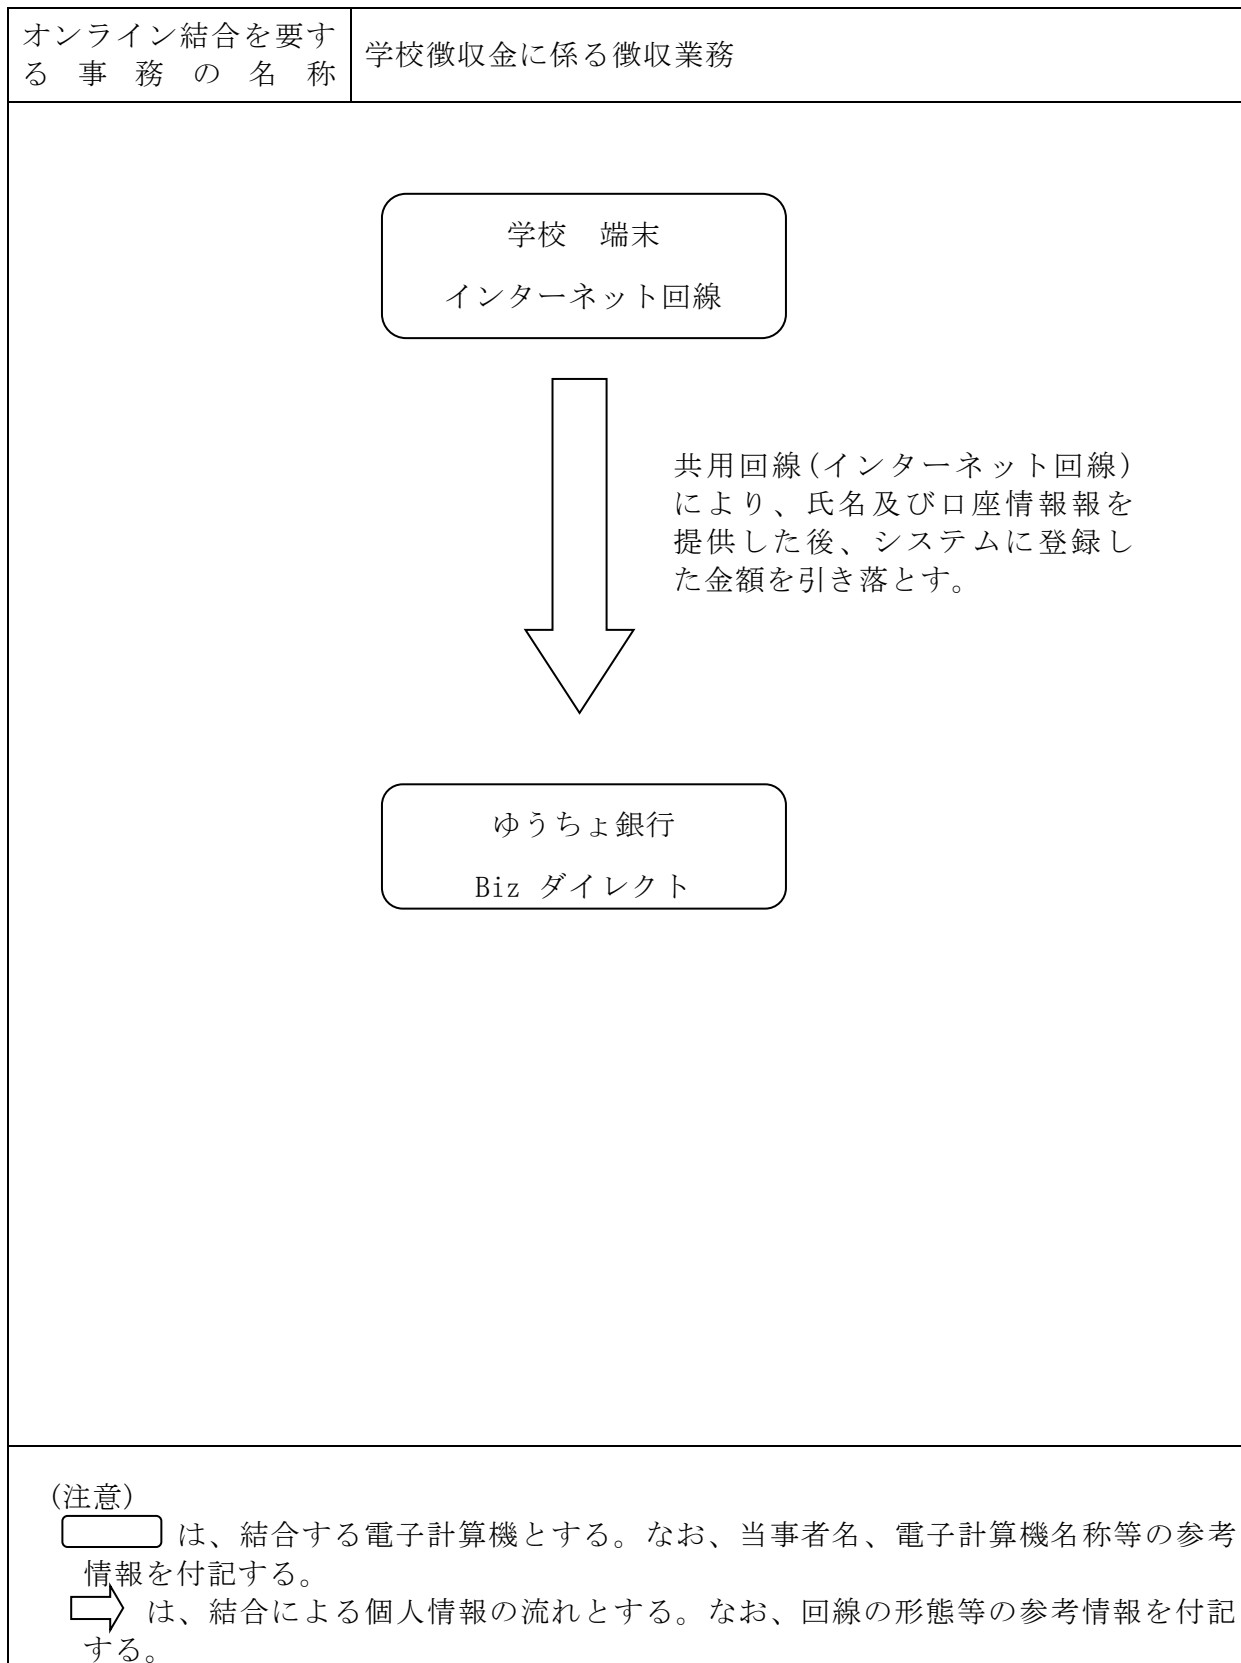 オンライン結合を要す
る事務の名称
学校徴収金に係る徴収業務
学校　端末
インターネット回線
共用回線(インターネット回線)
により、氏名及び口座情報報を
提供した後、システムに登録し
た金額を引き落とす。
ゆうちょ銀行
Biz ダイレクト
(注意)
は、結合する電子計算機とする。なお、当事者名、電子計算機名称等の参考
情報を付記する。
は、結合による個人情報の流れとする。なお、回線の形態等の参考情報を付記
する。